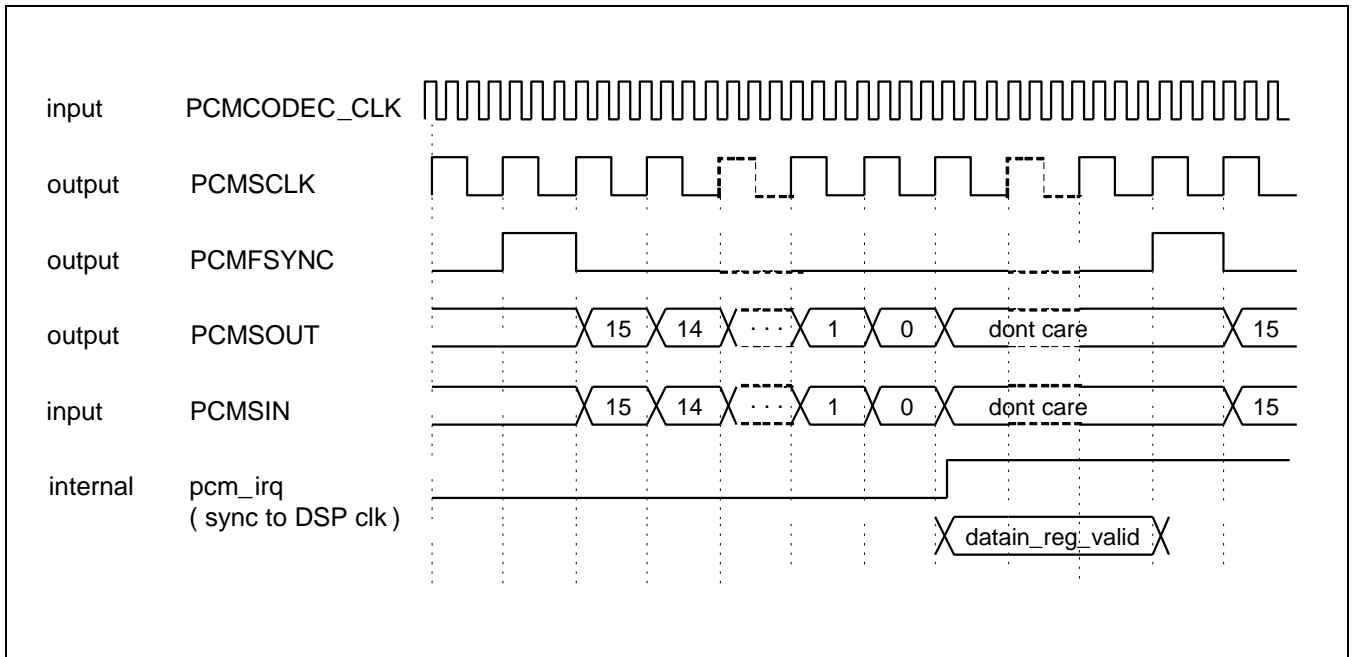 input PCMCODEC_CLK
output PCMSCLK
output PCMFSYNC
output PCMSOUT 15 14 · · · 1 0 dont care 15
input PCMSIN 15 14 · · · 1 0 dont care 15
internal pcm_irq
( sync to DSP clk )
datain_reg_valid